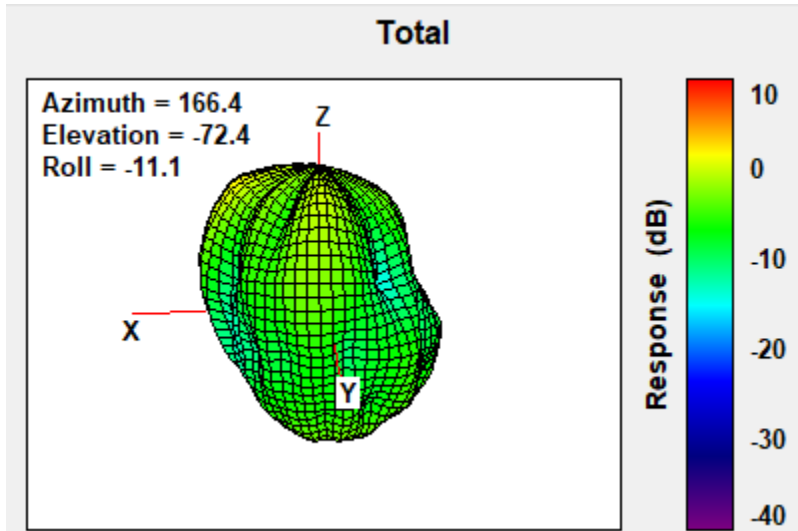 Total
Azimuth = 166.4
Elevation = -72.4
Roll = -11.1
Z
X
Y
Response (dB)
10
0
-10
-20
-30
-40